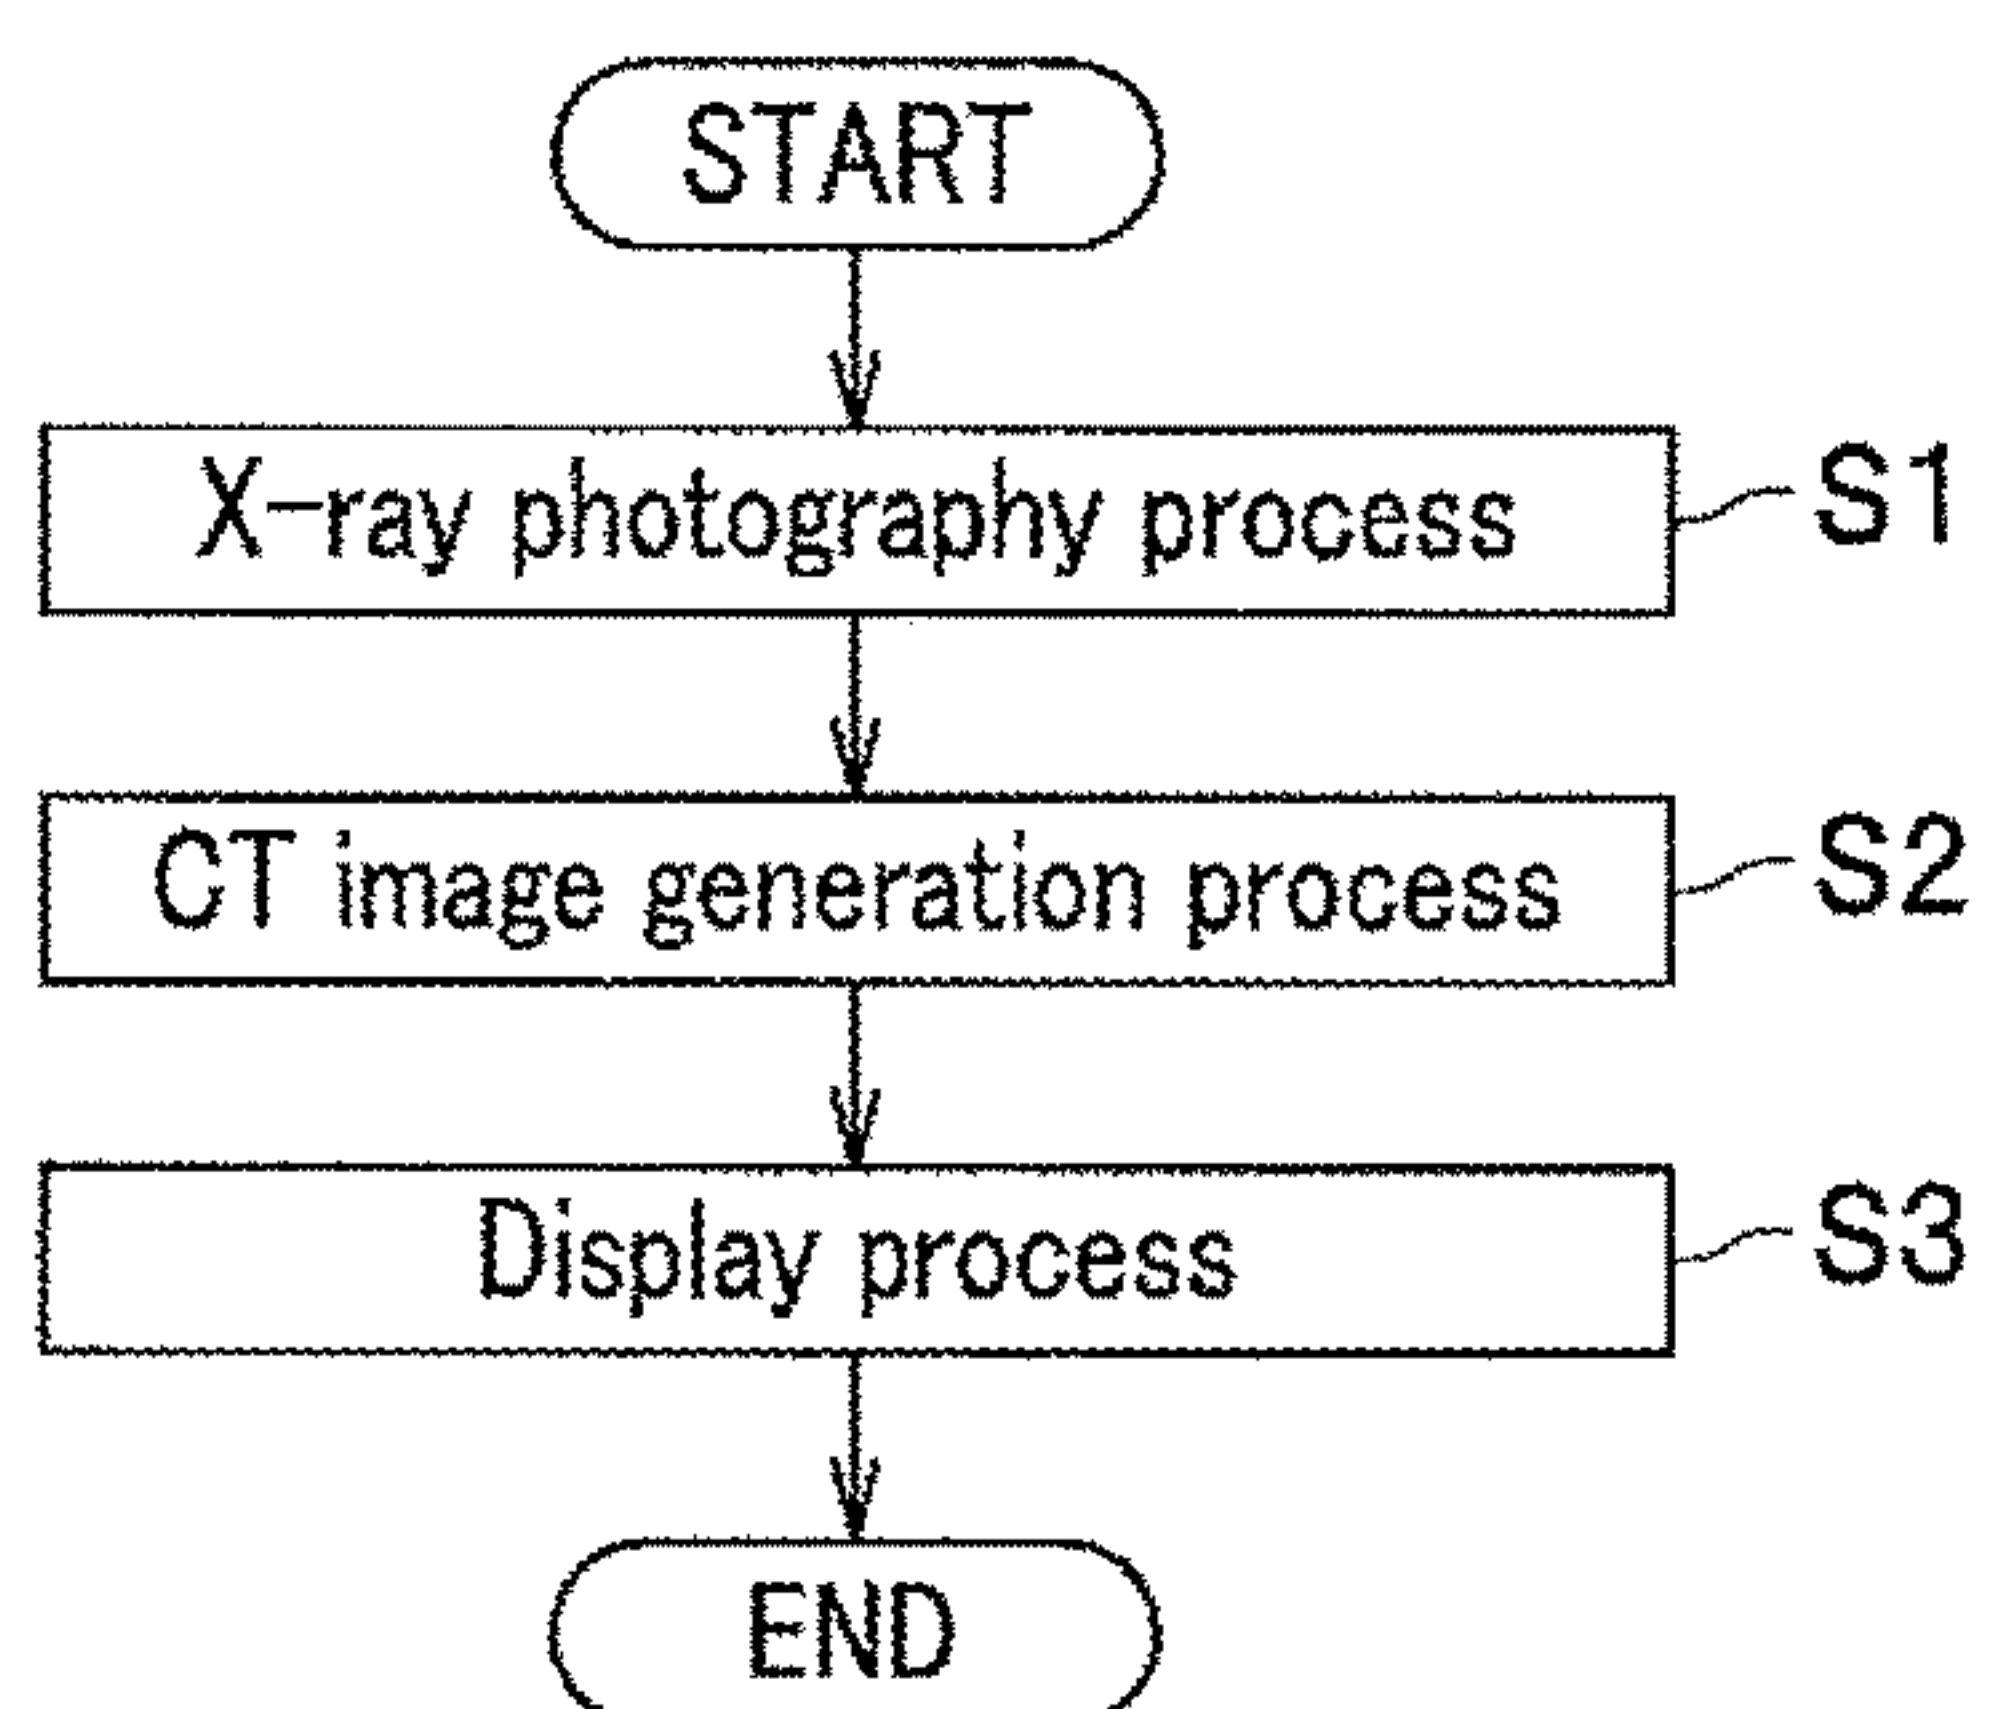 START
X-ray photography process S1
CT image generation process S2
Display process S3
END